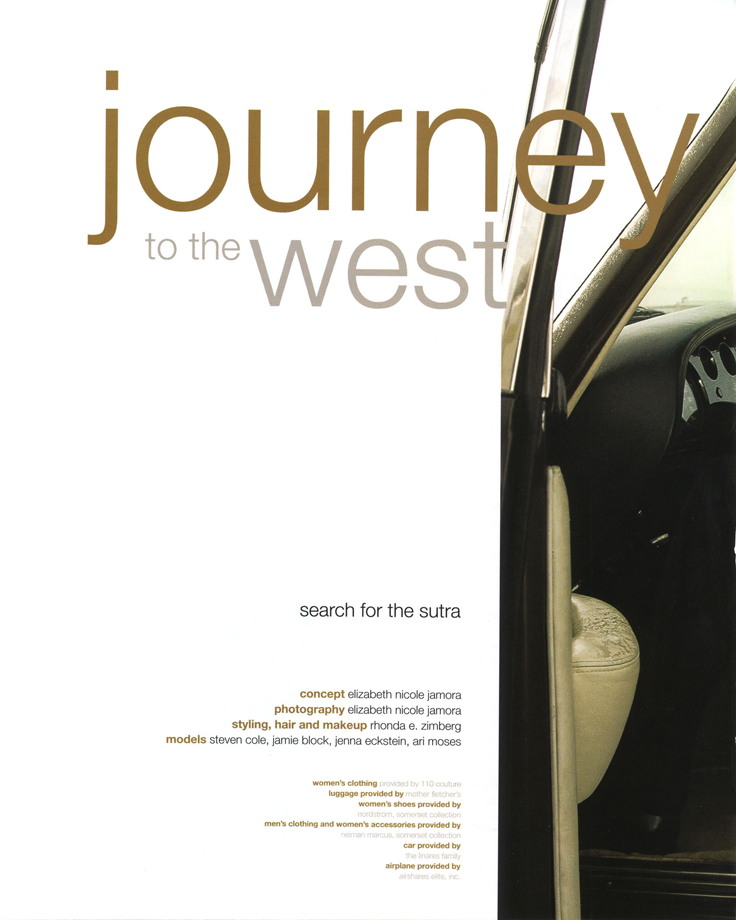 journey
to the west
search for the sutra
concept elizabeth nicole jamora
photography elizabeth nicole jamora
styling, hair and makeup rhonda e. zimberg
models steven cole, jamie block, jenna eckstein, ari moses
women's clothing provided by 110 couture
luggage provided by mother fletcher's
women's shoes provided by
nordstrom, somerset collection
men's clothing and women's accessories provided by
neiman marcus, somerset collection
car provided by
the linares family
airplane provided by
airshares elite, inc.